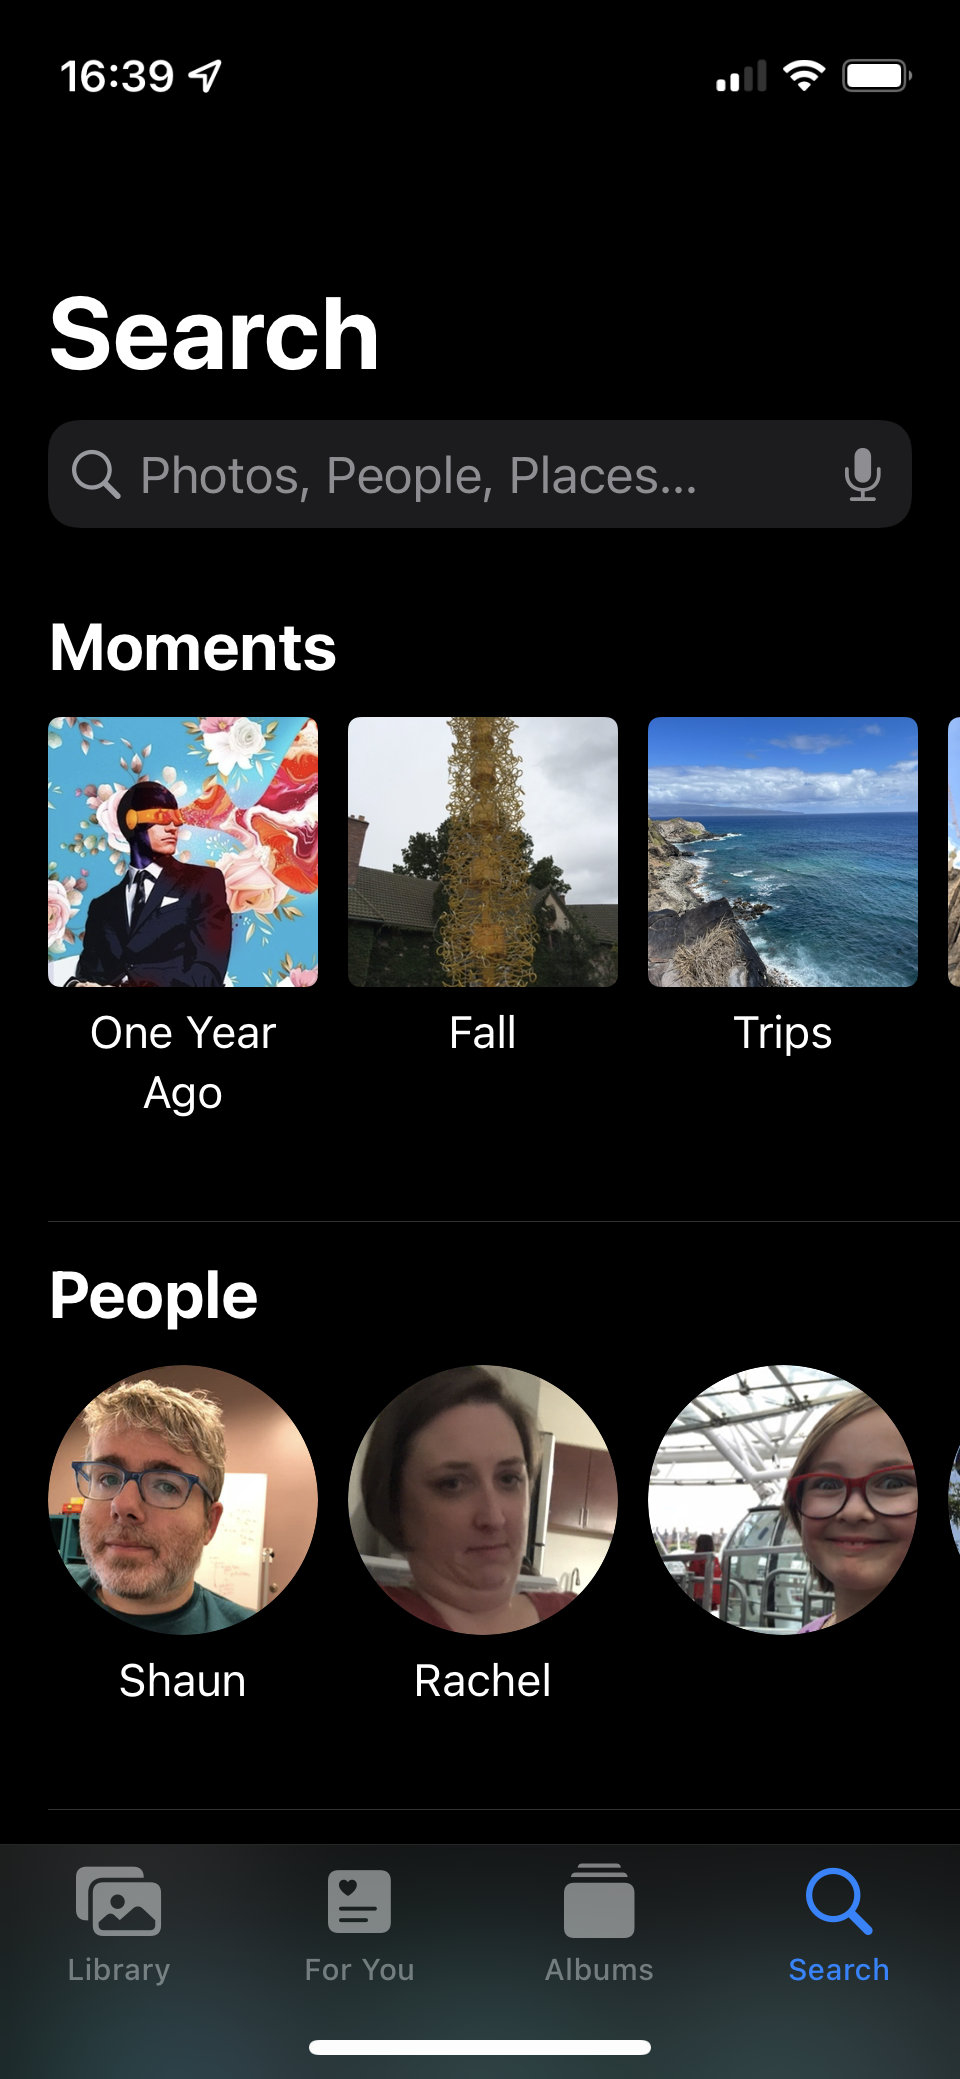 16:39
Search
Photos, People, Places...
Moments
One Year
Ago
Fall
Trips
People
Shaun
Rachel
Library
For You
Albums
Search